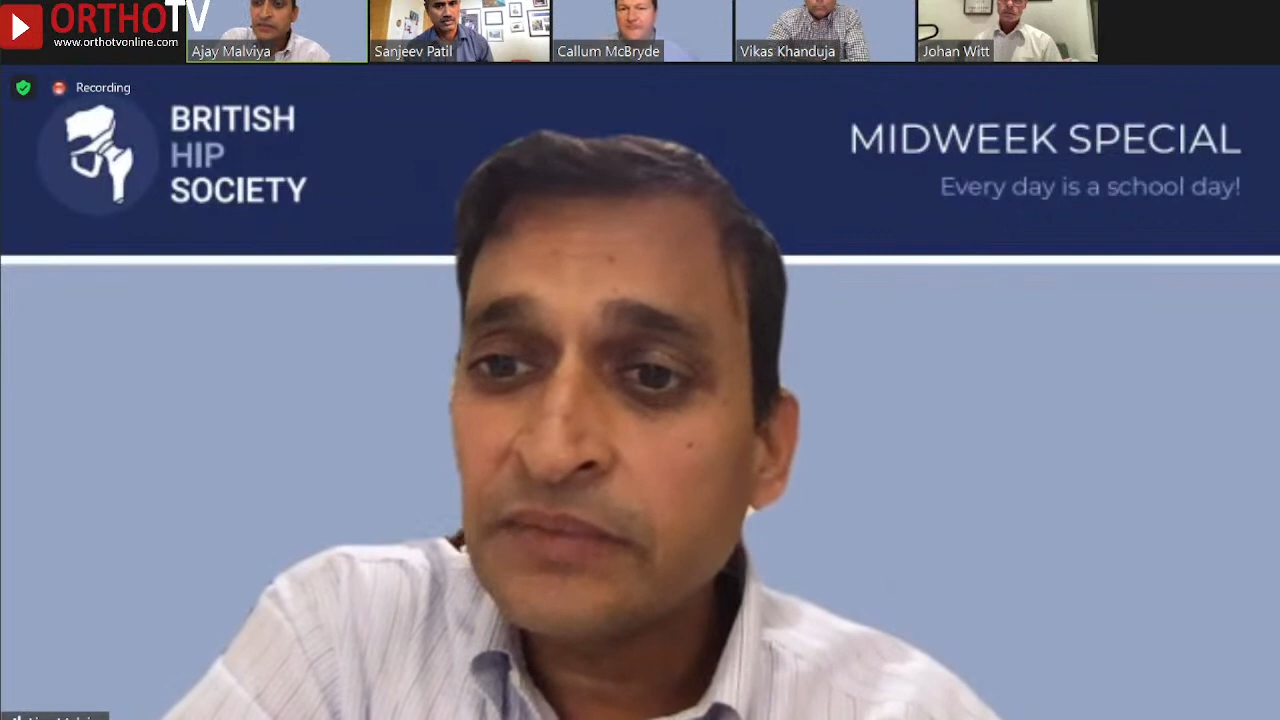 ORTHOTV
www.orthotvonline.com
Ajay Malviya
Sanjeev Patil
Callum McBryde
Vikas Khanduja
Johan Witt
Recording
BRITISH
HIP
SOCIETY
MIDWEEK SPECIAL
Every day is a school day!